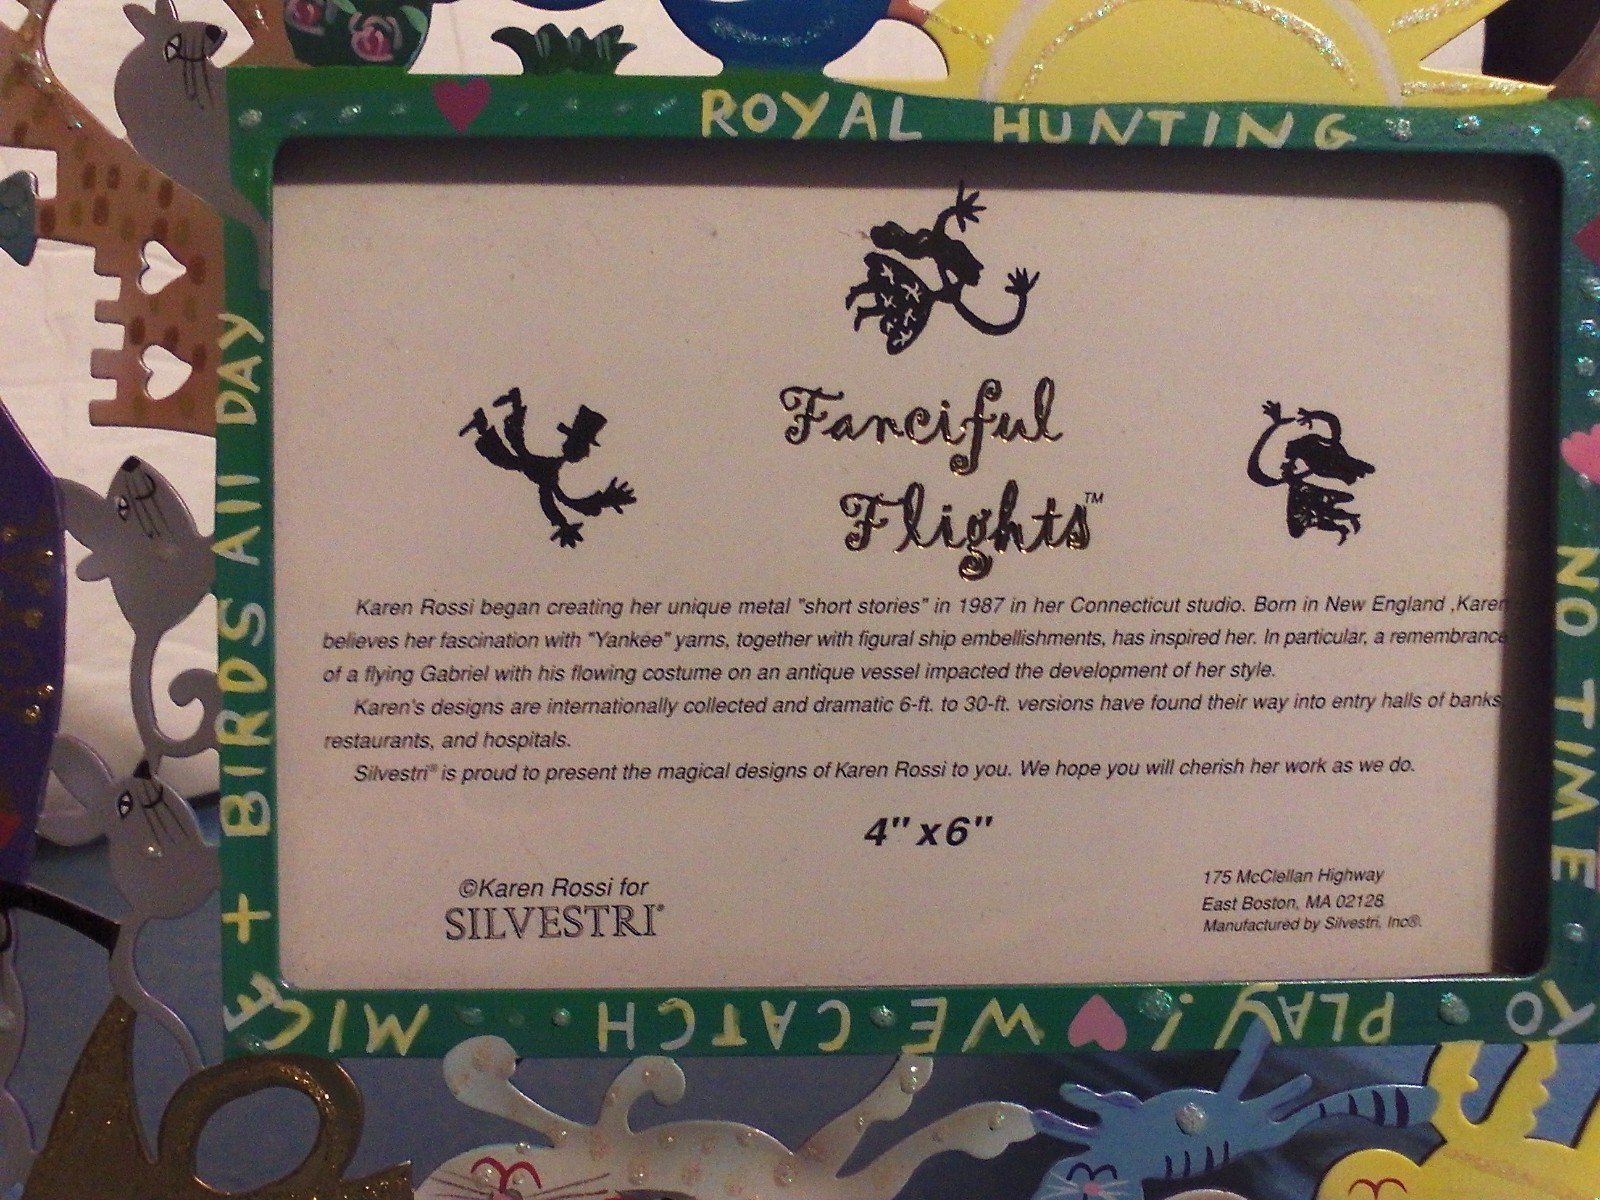 ROYAL HUNTING
NO TIME
TO PLAY! WE CATCH MICE
+ BIRDS All DAY
Fanciful
Flights™
Karen Rossi began creating her unique metal "short stories" in 1987 in her Connecticut studio. Born in New England ,Karen
believes her fascination with "Yankee" yarns, together with figural ship embellishments, has inspired her. In particular, a remembrance
of a flying Gabriel with his flowing costume on an antique vessel impacted the development of her style.
Karen's designs are internationally collected and dramatic 6-ft. to 30-ft. versions have found their way into entry halls of banks,
restaurants, and hospitals.
Silvestri® is proud to present the magical designs of Karen Rossi to you. We hope you will cherish her work as we do.
4" x 6"
©Karen Rossi for
SILVESTRI®
175 McClellan Highway
East Boston, MA 02128
Manufactured by Silvestri, Inc®.